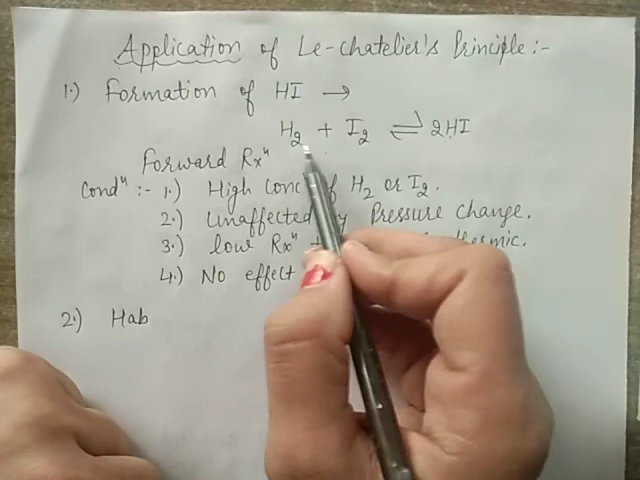 Application of Le-chatelier's Principle:-
1.) Formation of HI →
H₂ + I₂ ⇌ 2HI
Forward Rxⁿ
Condⁿ :- 1.) High Conc of H₂ or I₂.
2.) Unaffected by Pressure Change.
3.) low Rxⁿ
4.) No effect
2.) Hab